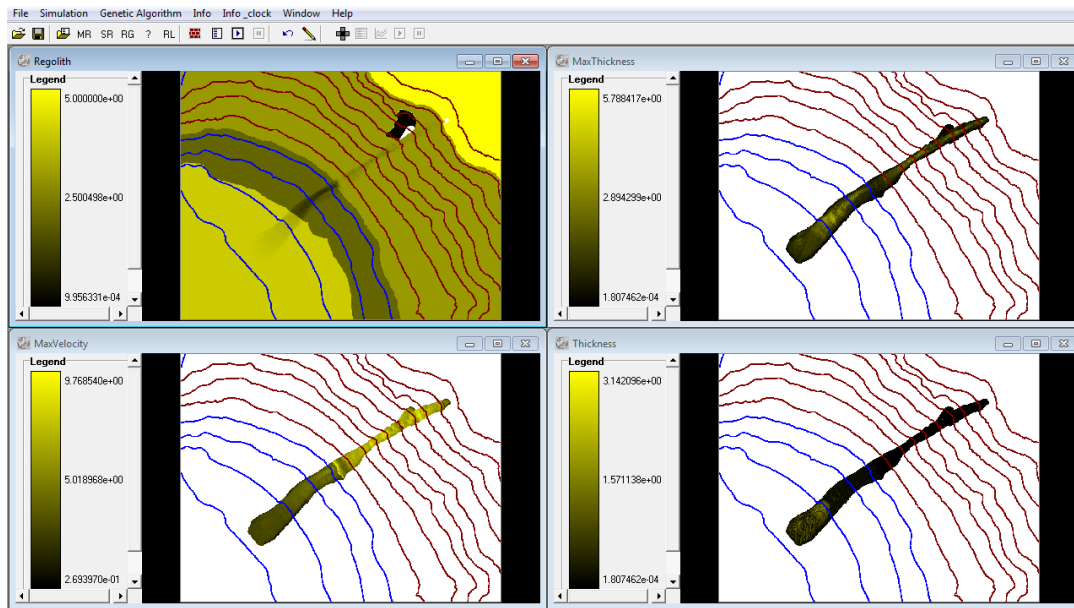 File Simulation Genetic Algorithm Info Info _clock Window Help
MR SR RG ? RL
Regolith
Legend
5.000000e+00
2.500498e+00
9.956331e-04
MaxThickness
Legend
5.788417e+00
2.894299e+00
1.807462e-04
MaxVelocity
Legend
9.768540e+00
5.018968e+00
2.693970e-01
Thickness
Legend
3.142096e+00
1.571138e+00
1.807462e-04